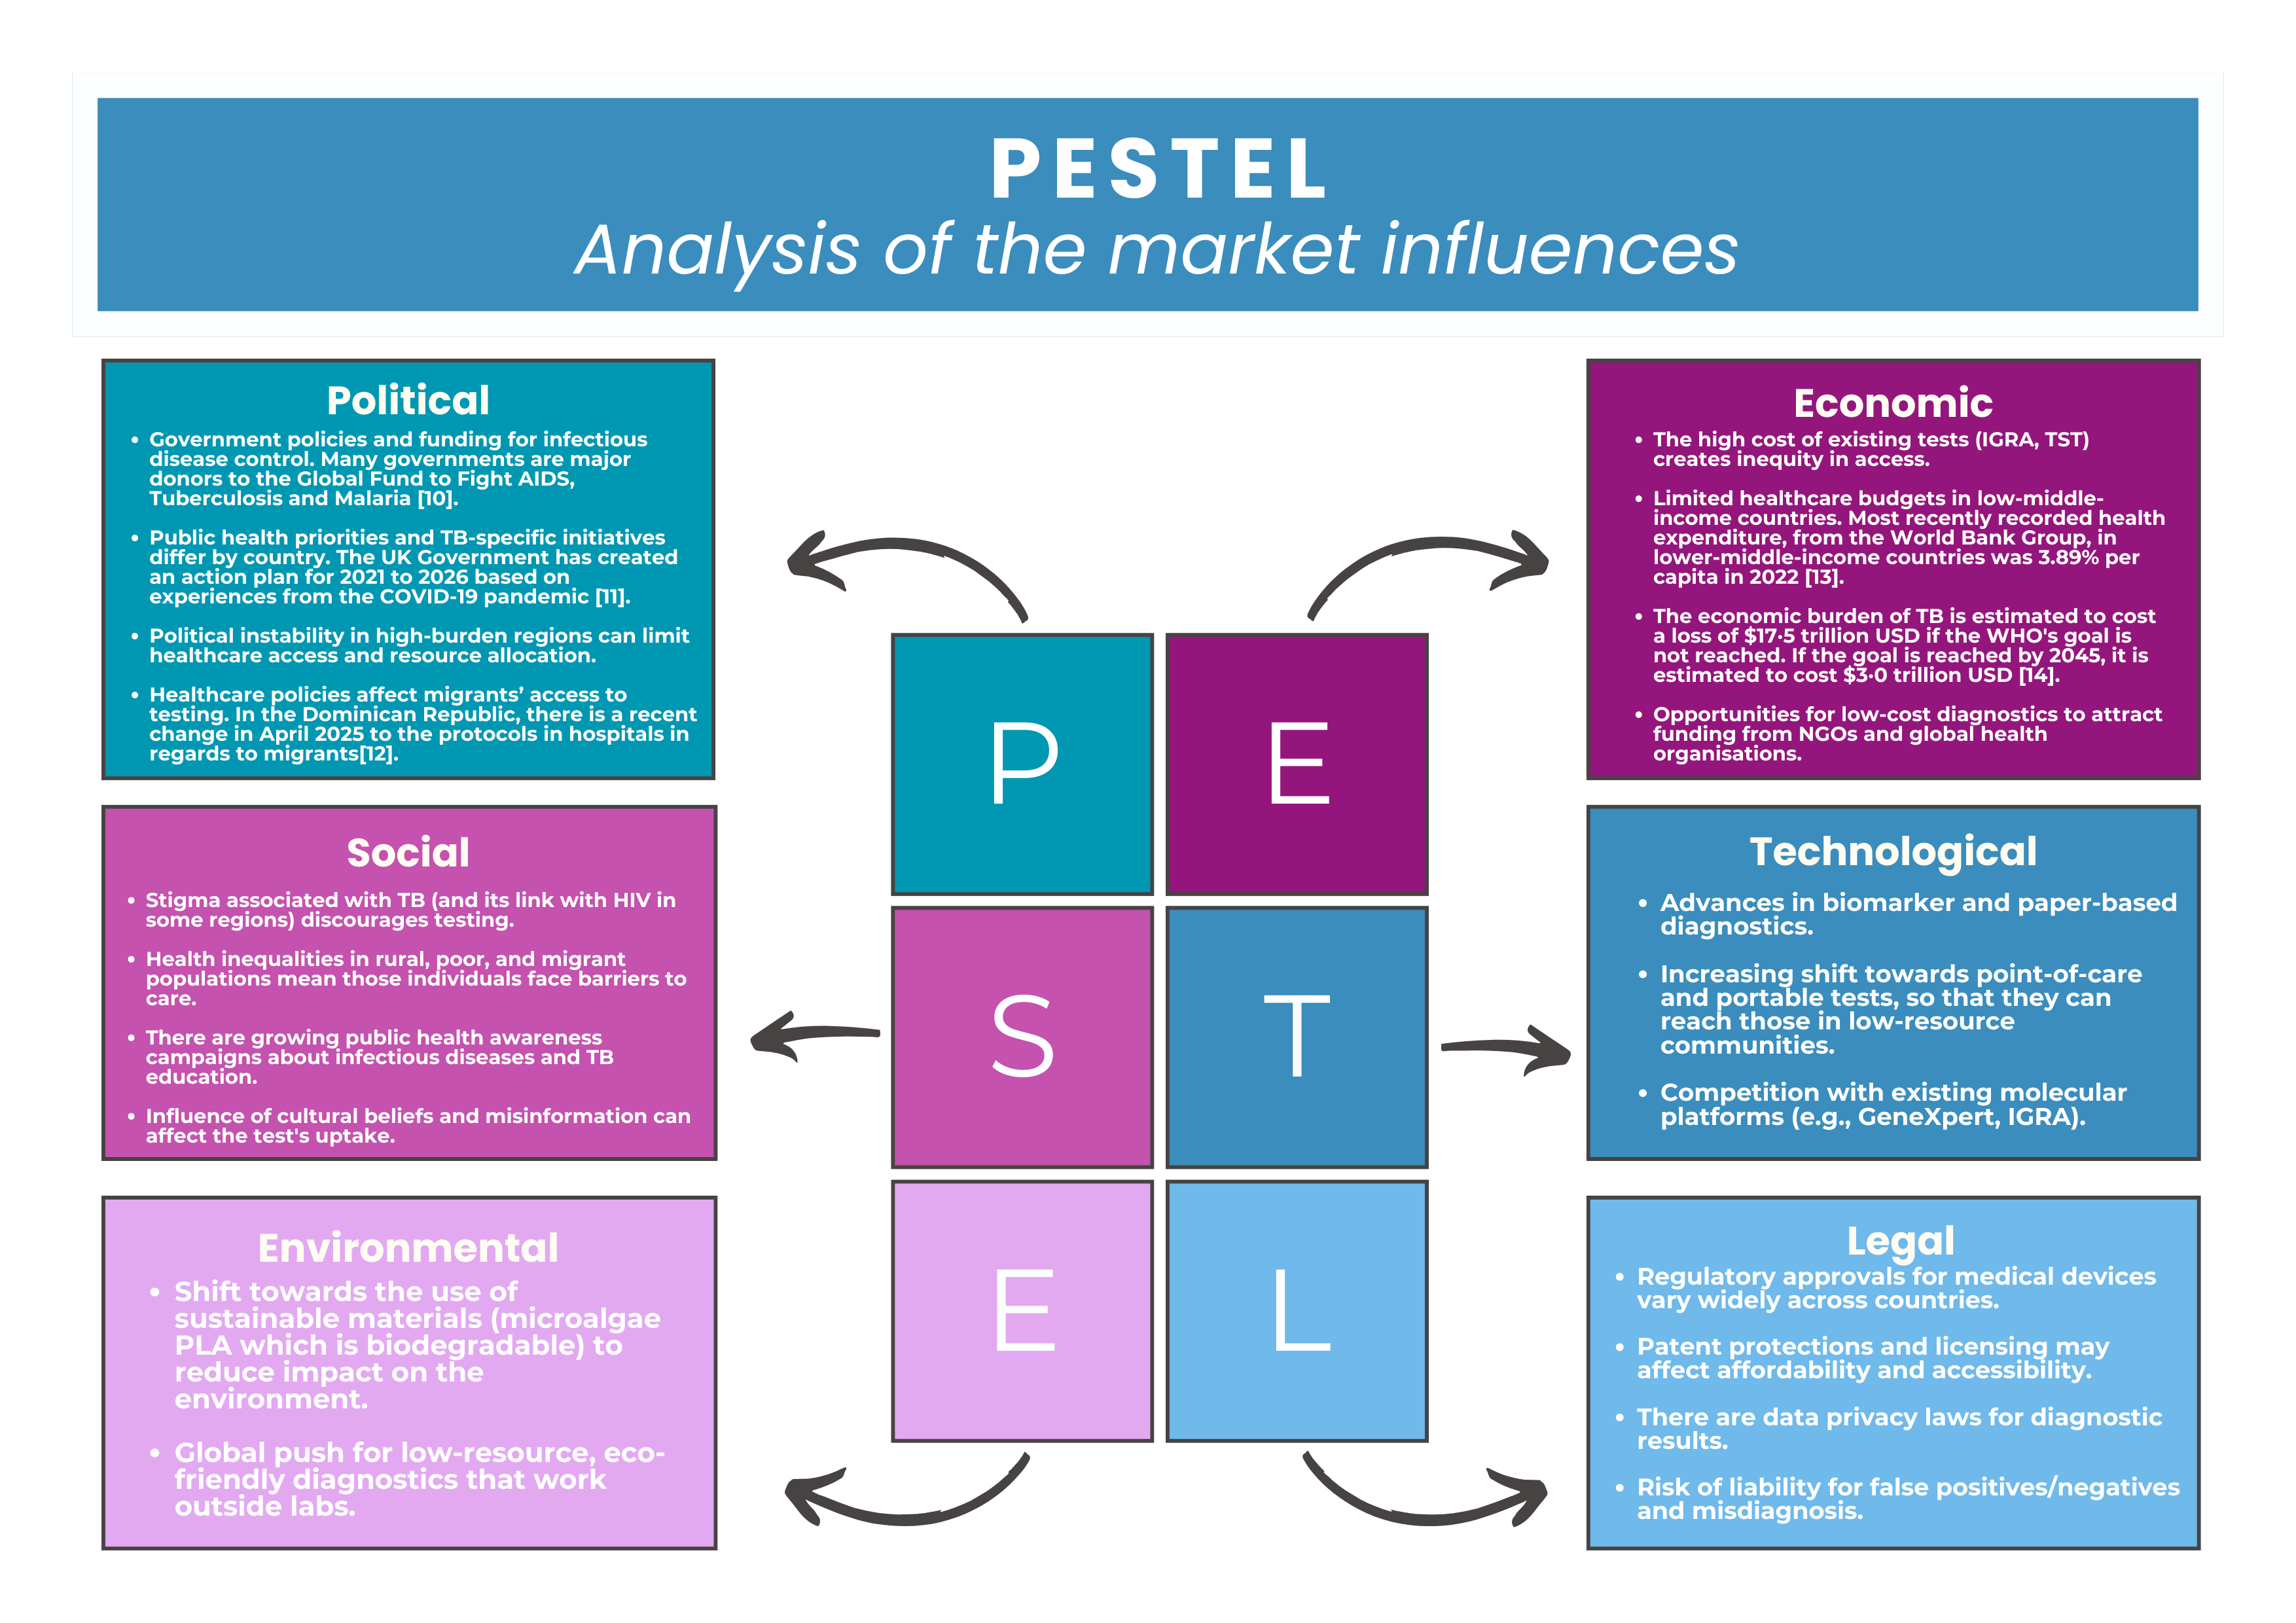 PESTEL
Analysis of the market influences
Political
• Government policies and funding for infectious
disease control. Many governments are major
donors to the Global Fund to Fight AIDS,
Tuberculosis and Malaria [10].
• Public health priorities and TB-specific initiatives
differ by country. The UK Government has created
an action plan for 2021 to 2026 based on
experiences from the COVID-19 pandemic [11].
• Political instability in high-burden regions can limit
healthcare access and resource allocation.
• Healthcare policies affect migrants’ access to
testing. In the Dominican Republic, there is a recent
change in April 2025 to the protocols in hospitals in
regards to migrants[12].
Economic
• The high cost of existing tests (IGRA, TST)
creates inequity in access.
• Limited healthcare budgets in low-middle-
income countries. Most recently recorded health
expenditure, from the World Bank Group, in
lower-middle-income countries was 3.89% per
capita in 2022 [13].
• The economic burden of TB is estimated to cost
a loss of $17·5 trillion USD if the WHO's goal is
not reached. If the goal is reached by 2045, it is
estimated to cost $3·0 trillion USD [14].
• Opportunities for low-cost diagnostics to attract
funding from NGOs and global health
organisations.
P
E
Social
• Stigma associated with TB (and its link with HIV in
some regions) discourages testing.
• Health inequalities in rural, poor, and migrant
populations mean those individuals face barriers to
care.
• There are growing public health awareness
campaigns about infectious diseases and TB
education.
• Influence of cultural beliefs and misinformation can
affect the test's uptake.
S
T
Technological
• Advances in biomarker and paper-based
diagnostics.
• Increasing shift towards point-of-care
and portable tests, so that they can
reach those in low-resource
communities.
• Competition with existing molecular
platforms (e.g., GeneXpert, IGRA).
Environmental
• Shift towards the use of
sustainable materials (microalgae
PLA which is biodegradable) to
reduce impact on the
environment.
• Global push for low-resource, eco-
friendly diagnostics that work
outside labs.
E
L
Legal
• Regulatory approvals for medical devices
vary widely across countries.
• Patent protections and licensing may
affect affordability and accessibility.
• There are data privacy laws for diagnostic
results.
• Risk of liability for false positives/negatives
and misdiagnosis.